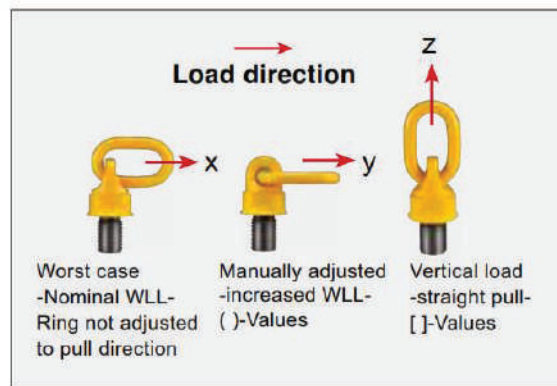 Load direction
z
x
y
Worst case
-Nominal WLL-
Ring not adjusted
to pull direction
Manually adjusted
-increased WLL-
( )-Values
Vertical load
-straight pull-
[ ]-Values